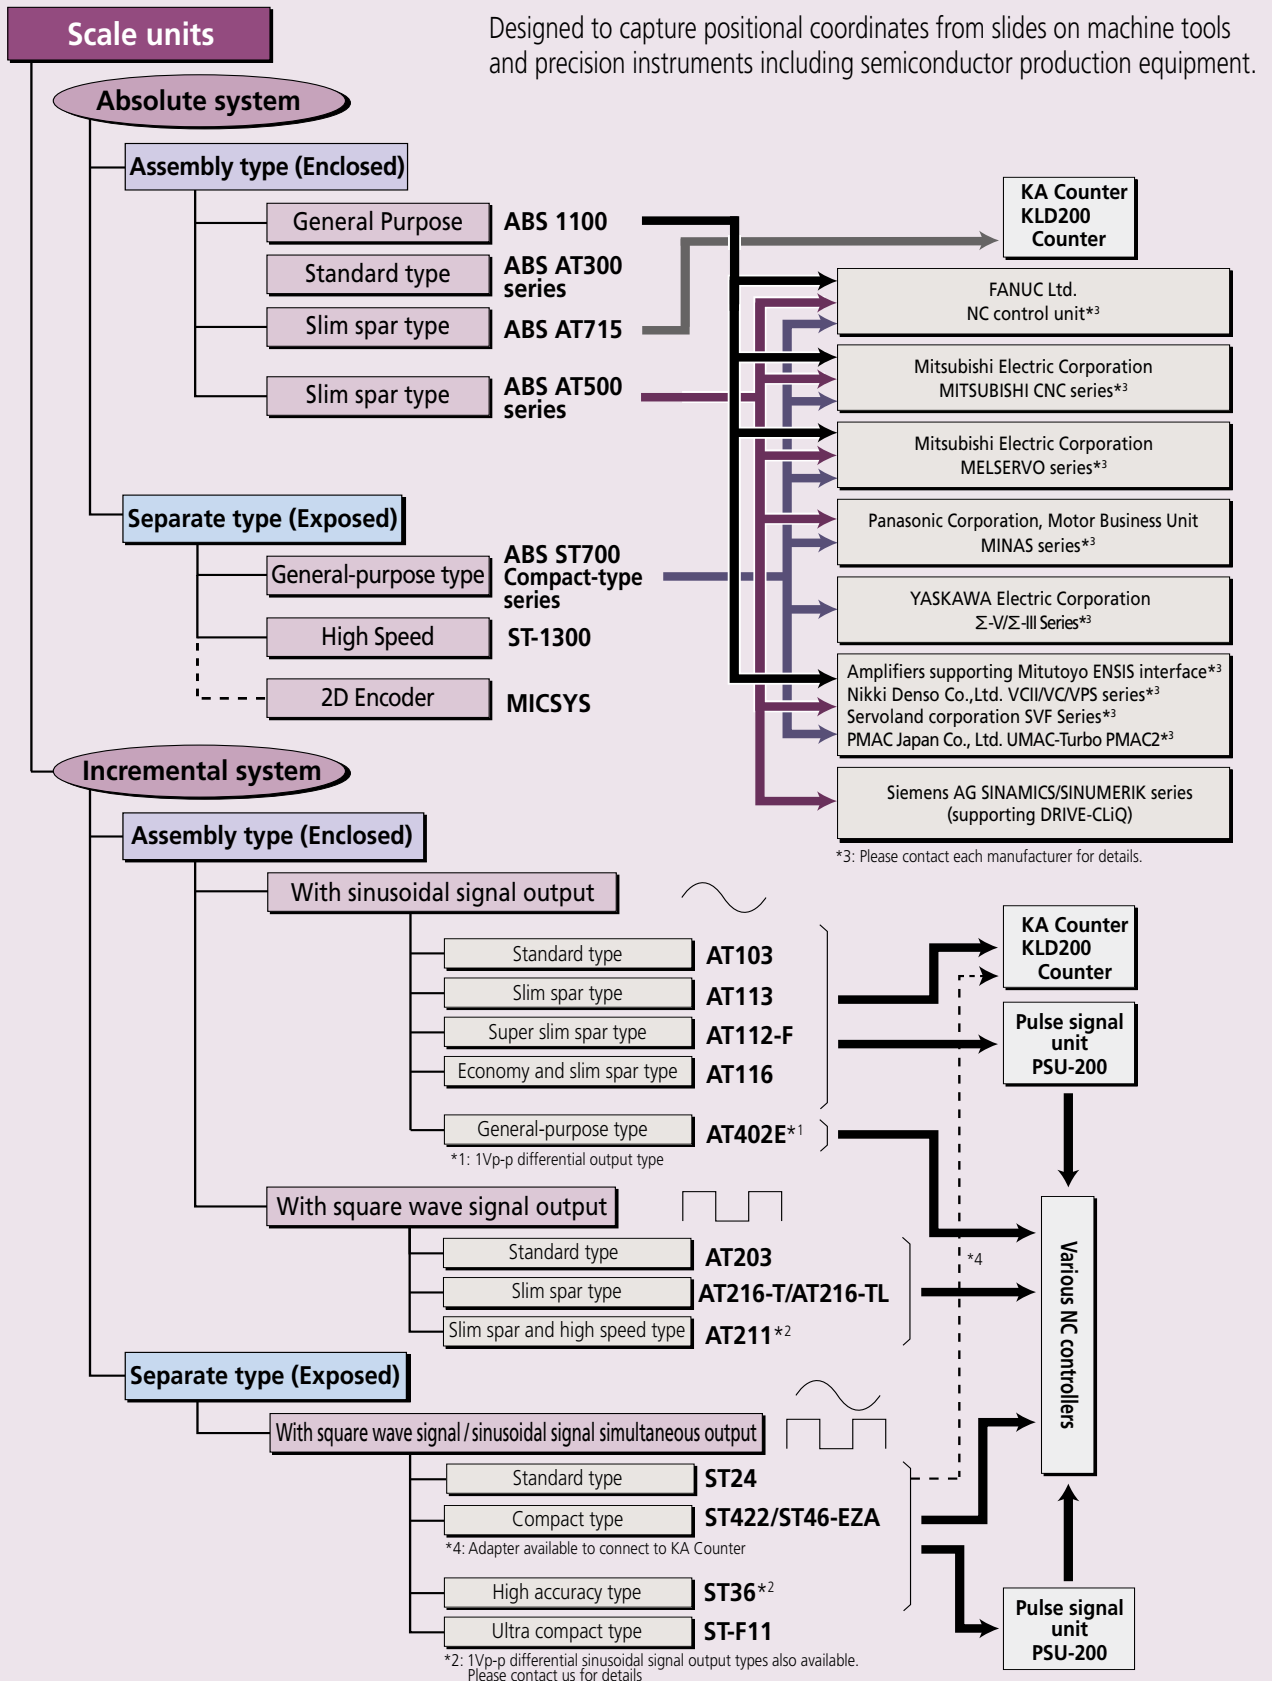 Scale units
Designed to capture positional coordinates from slides on machine tools
and precision instruments including semiconductor production equipment.
Absolute system
Assembly type (Enclosed)
General Purpose
ABS 1100
Standard type
ABS AT300
series
Slim spar type
ABS AT715
Slim spar type
ABS AT500
series
Separate type (Exposed)
General-purpose type
ABS ST700
Compact-type
series
High Speed
ST-1300
2D Encoder
MICSYS
KA Counter
KLD200
Counter
FANUC Ltd.
NC control unit*3
Mitsubishi Electric Corporation
MITSUBISHI CNC series*3
Mitsubishi Electric Corporation
MELSERVO series*3
Panasonic Corporation, Motor Business Unit
MINAS series*3
YASKAWA Electric Corporation
Σ-V/Σ-III Series*3
Amplifiers supporting Mitutoyo ENSIS interface*3
Nikki Denso Co.,Ltd. VCII/VC/VPS series*3
Servoland corporation SVF Series*3
PMAC Japan Co., Ltd. UMAC-Turbo PMAC2*3
Siemens AG SINAMICS/SINUMERIK series
(supporting DRIVE-CLiQ)
*3: Please contact each manufacturer for details.
Incremental system
Assembly type (Enclosed)
With sinusoidal signal output
Standard type
AT103
Slim spar type
AT113
Super slim spar type
AT112-F
Economy and slim spar type
AT116
General-purpose type
AT402E*1
*1: 1Vp-p differential output type
KA Counter
KLD200
Counter
Pulse signal
unit
PSU-200
With square wave signal output
Standard type
AT203
Slim spar type
AT216-T/AT216-TL
Slim spar and high speed type
AT211*2
*4
Various NC controllers
Separate type (Exposed)
With square wave signal/sinusoidal signal simultaneous output
Standard type
ST24
Compact type
ST422/ST46-EZA
*4: Adapter available to connect to KA Counter
High accuracy type
ST36*2
Ultra compact type
ST-F11
*2: 1Vp-p differential sinusoidal signal output types also available.
Please contact us for details
Pulse signal
unit
PSU-200